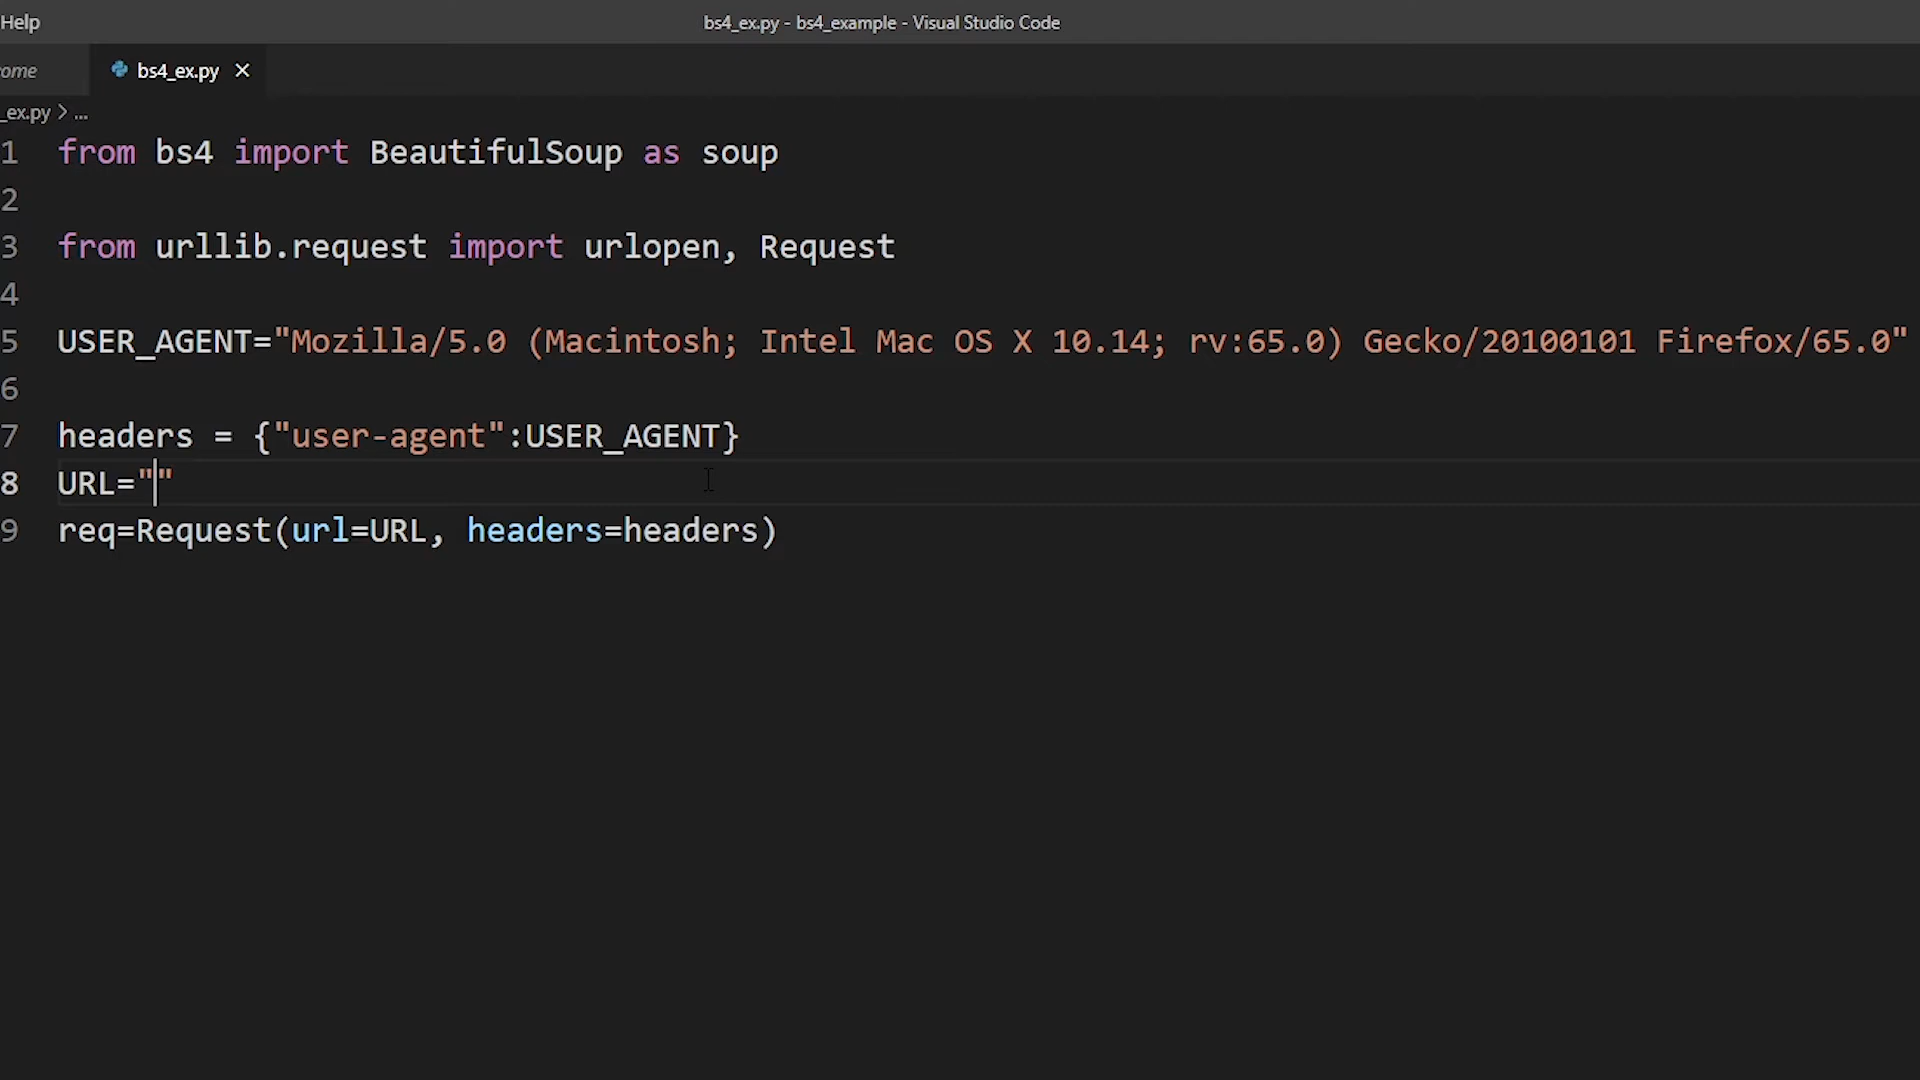 Help
bs4_ex.py - bs4_example - Visual Studio Code
ome
bs4_ex.py
_ex.py > ...
1 from bs4 import BeautifulSoup as soup
2
3 from urllib.request import urlopen, Request
4
5 USER_AGENT="Mozilla/5.0 (Macintosh; Intel Mac OS X 10.14; rv:65.0) Gecko/20100101 Firefox/65.0"
6
7 headers = {"user-agent":USER_AGENT}
8 URL=""
9 req=Request(url=URL, headers=headers)